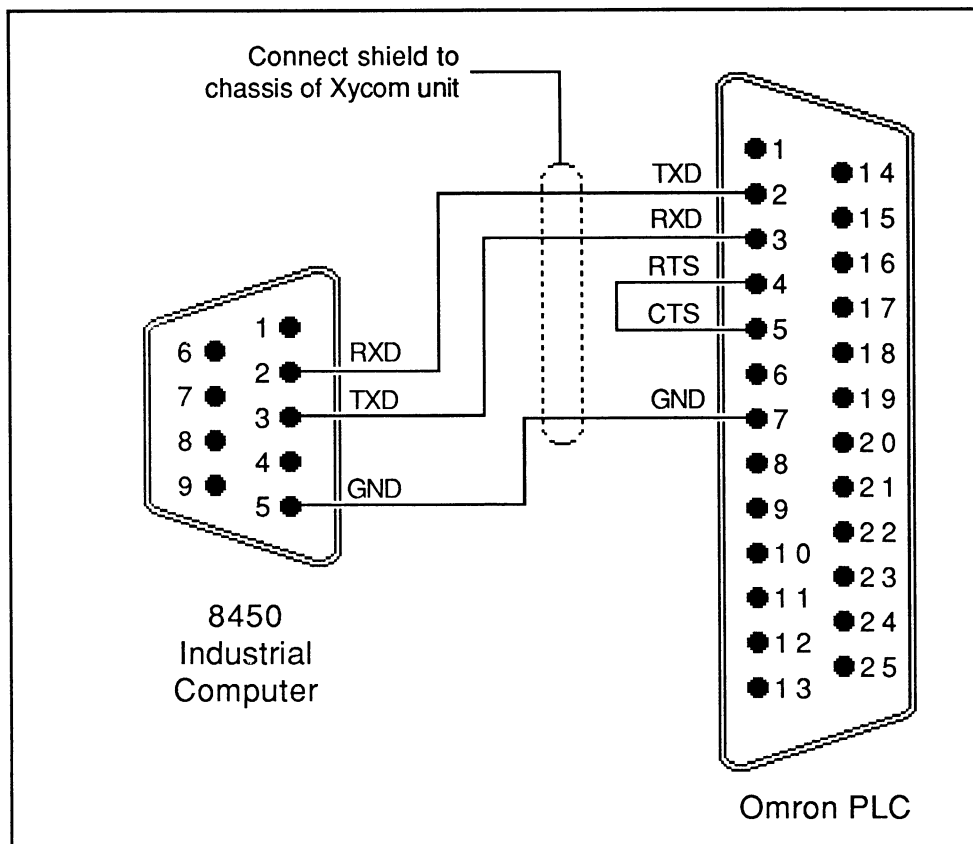 Connect shield to
chassis of Xycom unit
TXD
RXD
RTS
CTS
GND
1
2
3
4
5
6
7
8
9
10
11
12
13
14
15
16
17
18
19
20
21
22
23
24
25
Omron PLC
6
7
8
9
1
2
3
4
5
RXD
TXD
GND
8450
Industrial
Computer